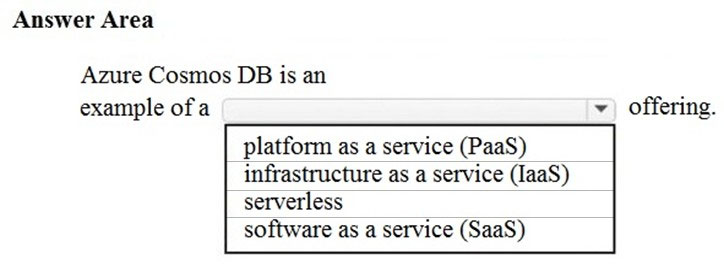 Answer Area
Azure Cosmos DB is an
example of a offering.
platform as a service (PaaS)
infrastructure as a service (IaaS)
serverless
software as a service (SaaS)